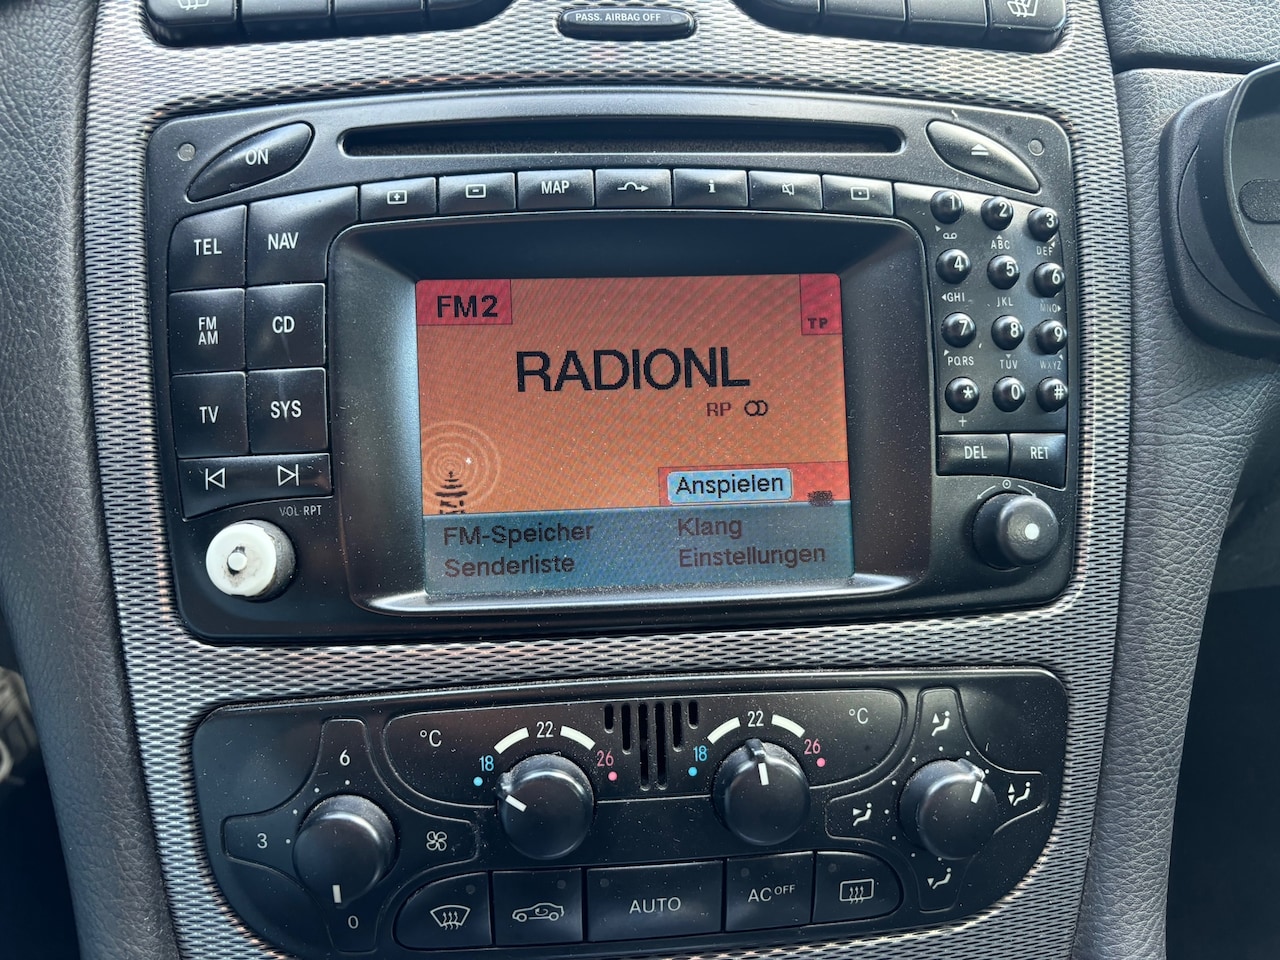 PASS. AIRBAG OFF
ON
MAP
i
TEL
NAV
FM
AM
CD
TV
SYS
VOL·RPT
1
2
ABC
3
DEF
4
GHI
5
JKL
6
MNO
7
PQRS
8
TUV
9
WXYZ
*
+
0
#
DEL
RET
FM2
TP
RADIONL
RP
Anspielen
FM-Speicher
Klang
Senderliste
Einstellungen
6
3
0
°C
18
22
26
18
22
26
°C
AUTO
AC OFF